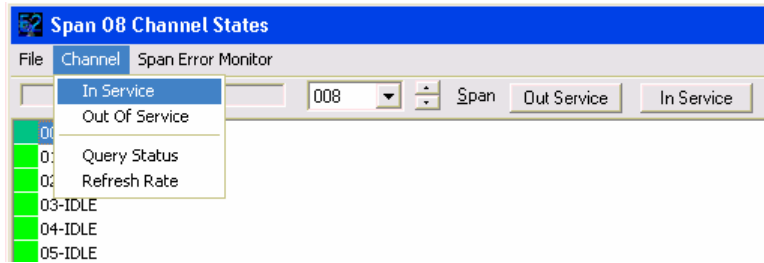 Span 08 Channel States
File Channel Span Error Monitor
In Service
008 Span Out Service In Service
Out Of Service
Query Status
Refresh Rate
03-IDLE
04-IDLE
05-IDLE